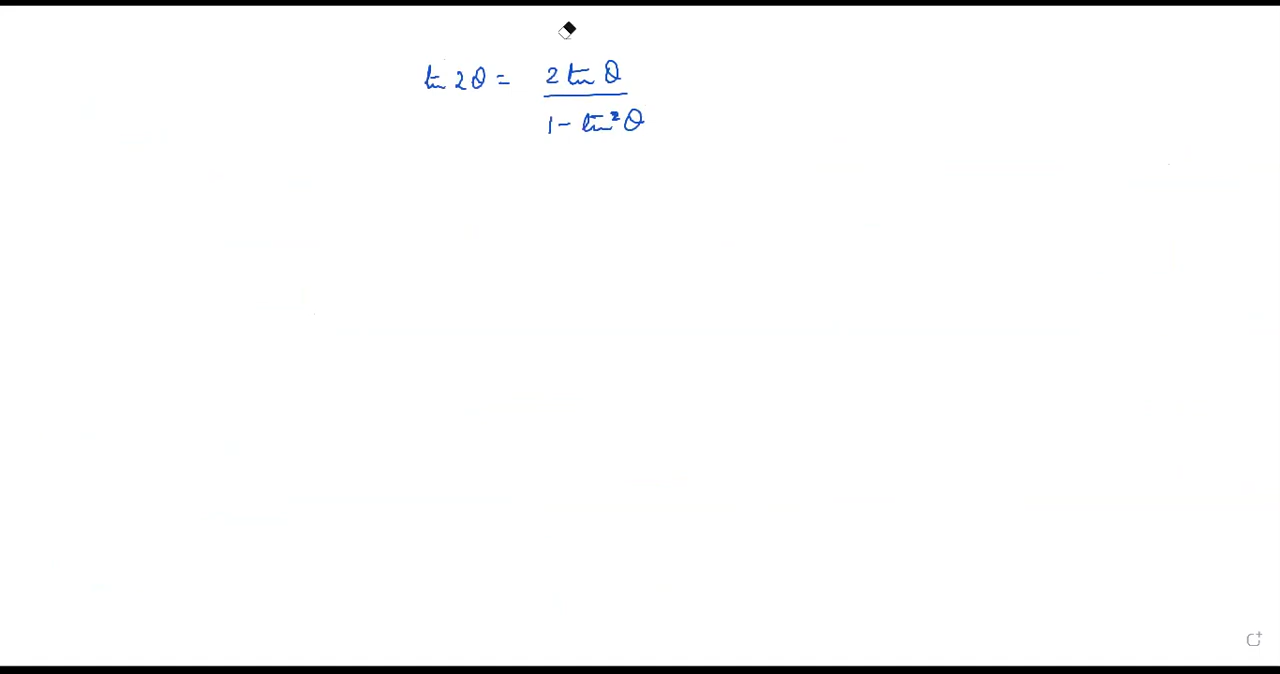 tan 2θ = 2 tan θ
1 - tan²θ